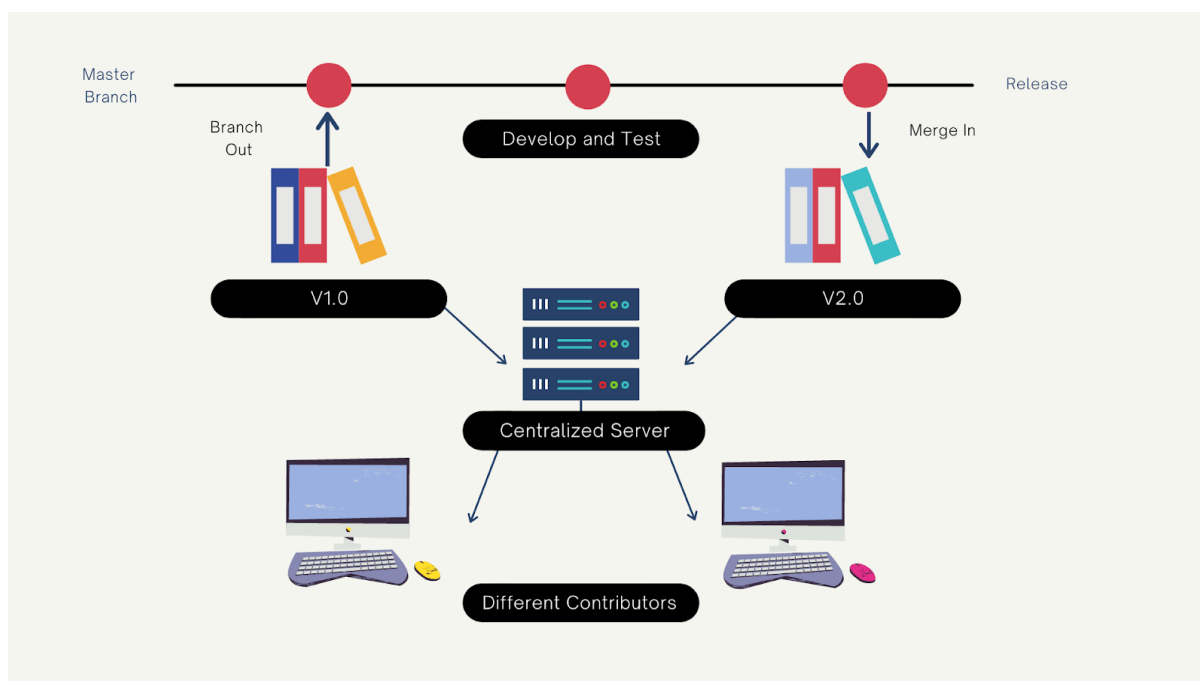 Master
Branch
Release
Branch
Out
Develop and Test
Merge In
V1.0
V2.0
Centralized Server
Different Contributors